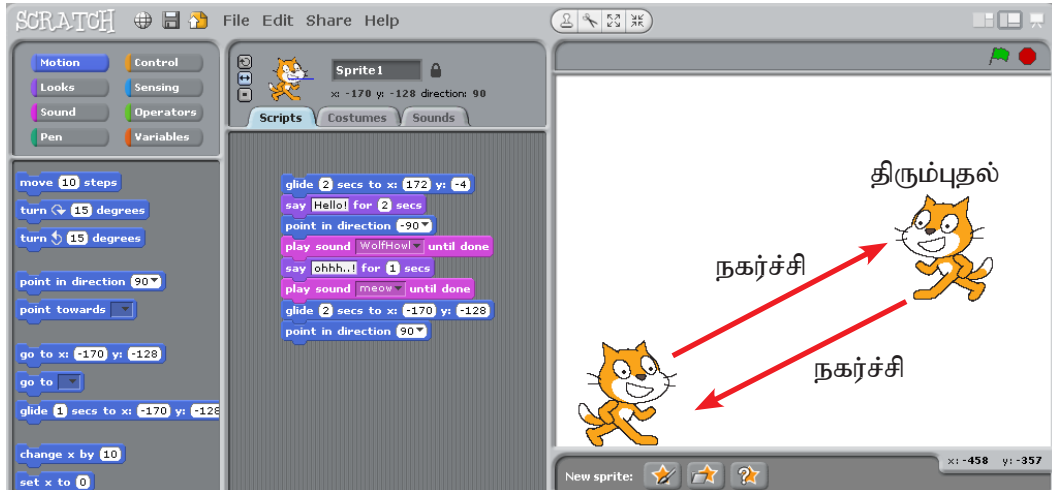 SCRATCH File Edit Share Help
Motion Control
Looks Sensing
Sound Operators
Pen Variables
move 10 steps
turn 15 degrees
turn 15 degrees
point in direction 90
point towards
go to x: -170 y: -128
go to
glide 1 secs to x: -170 y: -128
change x by 10
set x to 0
Sprite1
x: -170 y: -128 direction: 90
Scripts Costumes Sounds
glide 2 secs to x: 172 y: -4
say Hello! for 2 secs
point in direction -90
play sound WolfHowl until done
say ohhh..! for 1 secs
play sound meow until done
glide 2 secs to x: -170 y: -128
point in direction 90
திரும்புதல்
நகர்ச்சி
நகர்ச்சி
x: -458 y: -357
New sprite: